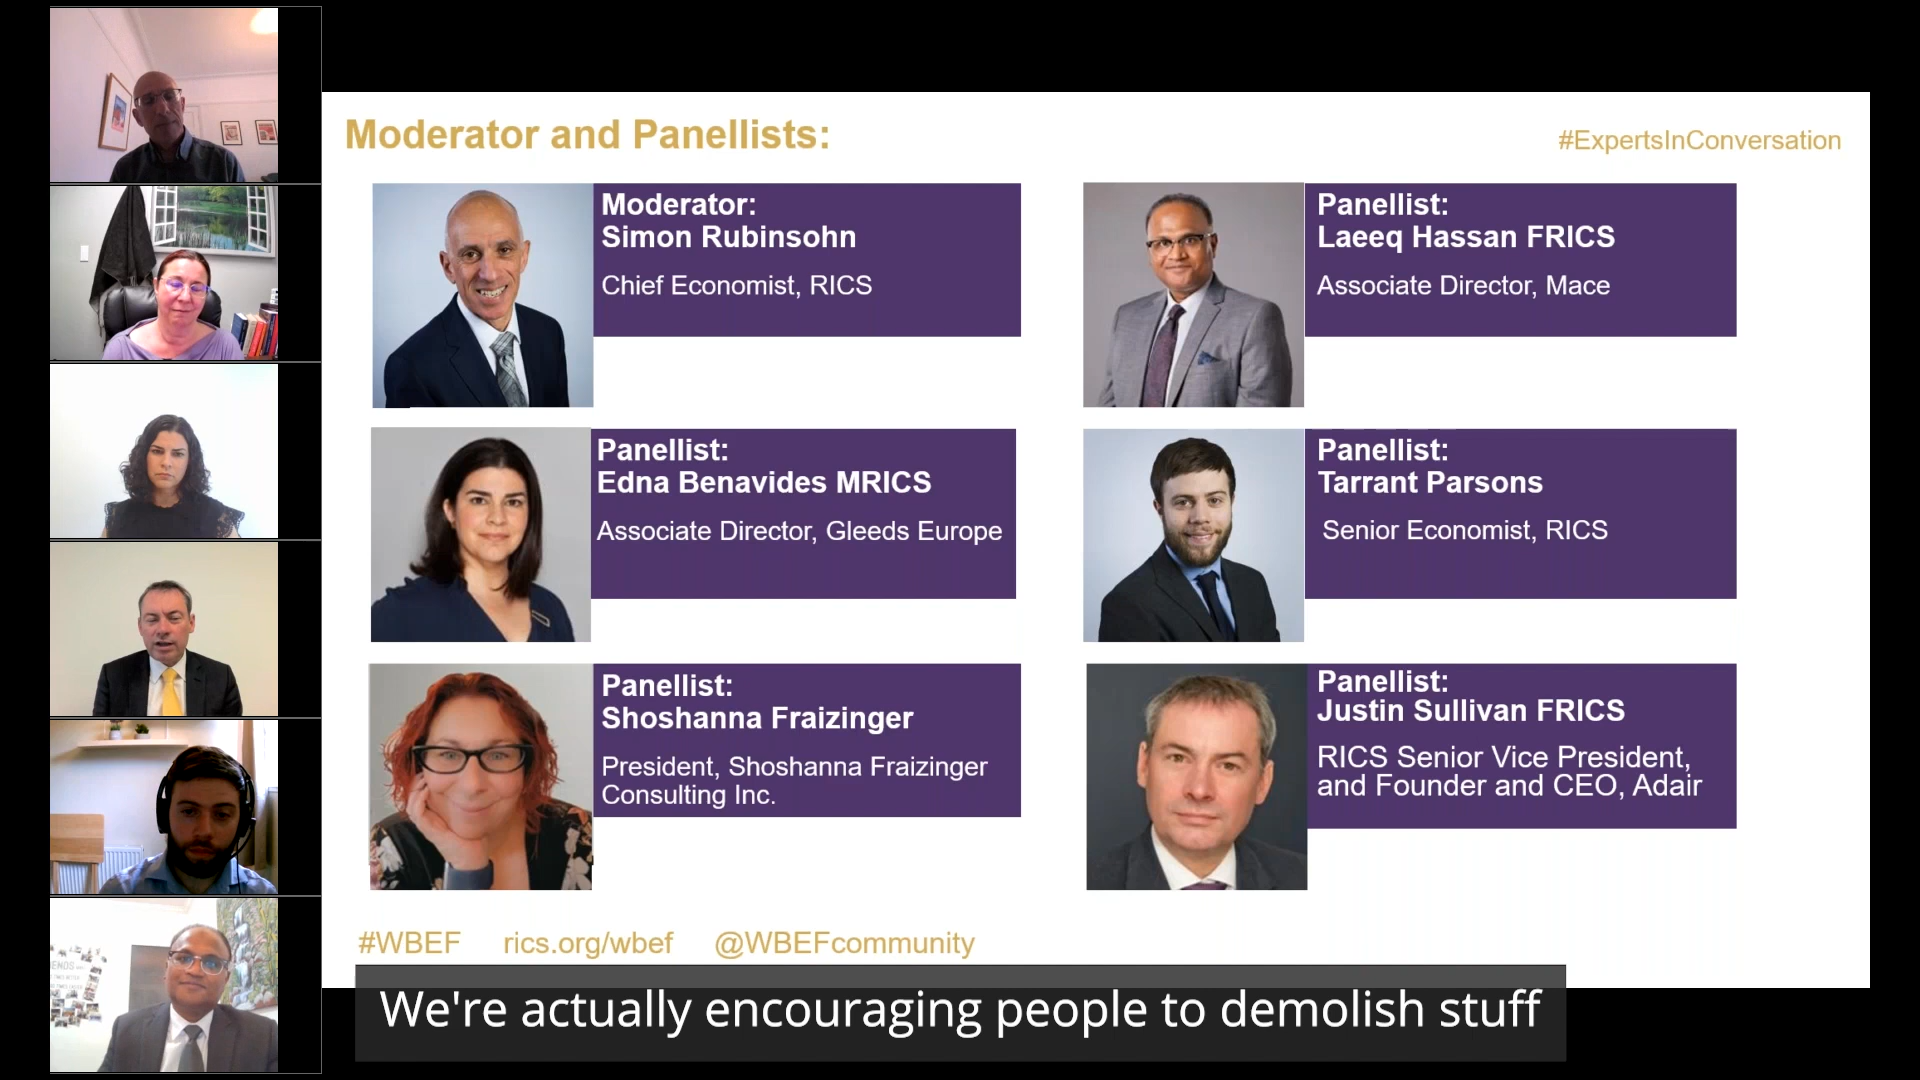 Moderator and Panellists:
#ExpertsInConversation
Moderator:
Simon Rubinsohn
Chief Economist, RICS
Panellist:
Laeeq Hassan FRICS
Associate Director, Mace
Panellist:
Edna Benavides MRICS
Associate Director, Gleeds Europe
Panellist:
Tarrant Parsons
Senior Economist, RICS
Panellist:
Shoshanna Fraizinger
President, Shoshanna Fraizinger
Consulting Inc.
Panellist:
Justin Sullivan FRICS
RICS Senior Vice President,
and Founder and CEO, Adair
#WBEF rics.org/wbef @WBEFcommunity
We're actually encouraging people to demolish stuff